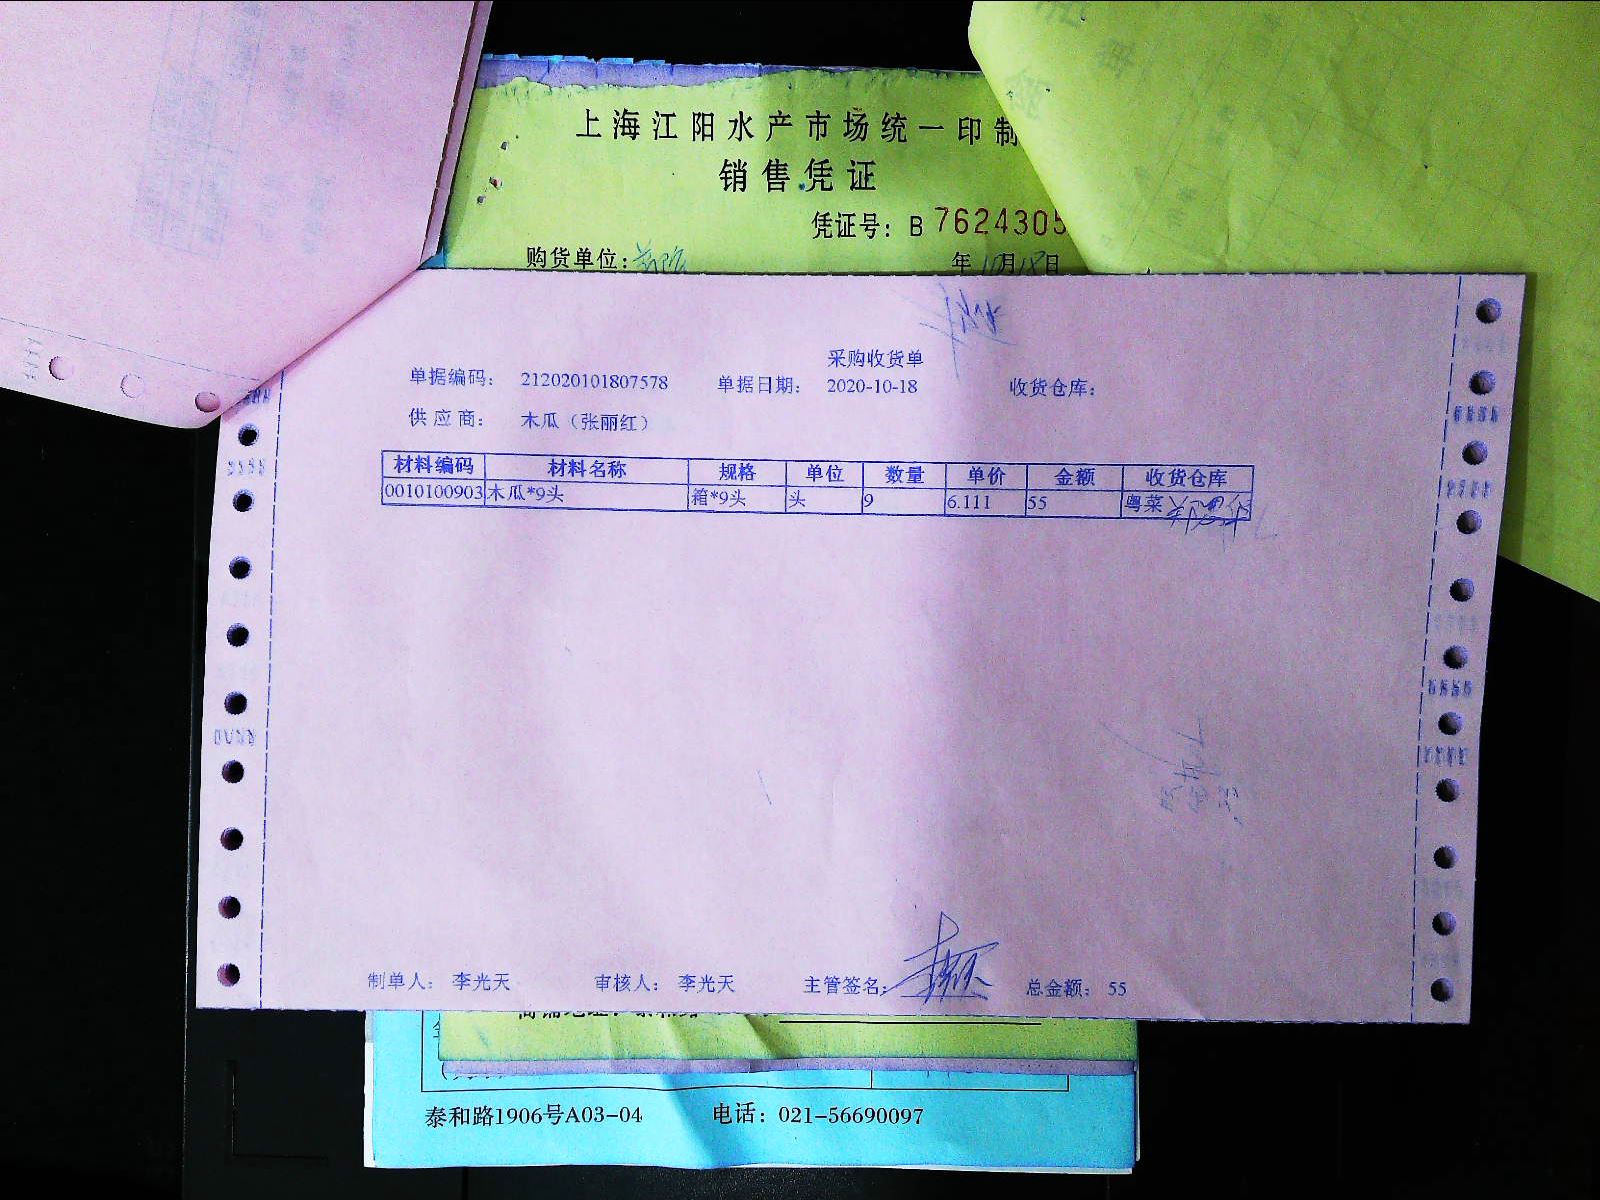 上海江阳水产市场统一印制
销售凭证
凭证号：B 7624305
购货单位： 年10月18日
采购收货单
单据编码： 212020101807578 单据日期： 2020-10-18 收货仓库：
供应商： 木瓜（张丽红）
材料编码 材料名称 规格 单位 数量 单价 金额 收货仓库
0010100903 木瓜*9头 箱*9头 头 9 6.111 55 粤菜
制单人： 李光天 审核人： 李光天 主管签名： 总金额： 55
泰和路1906号A03-04 电话：021-56690097